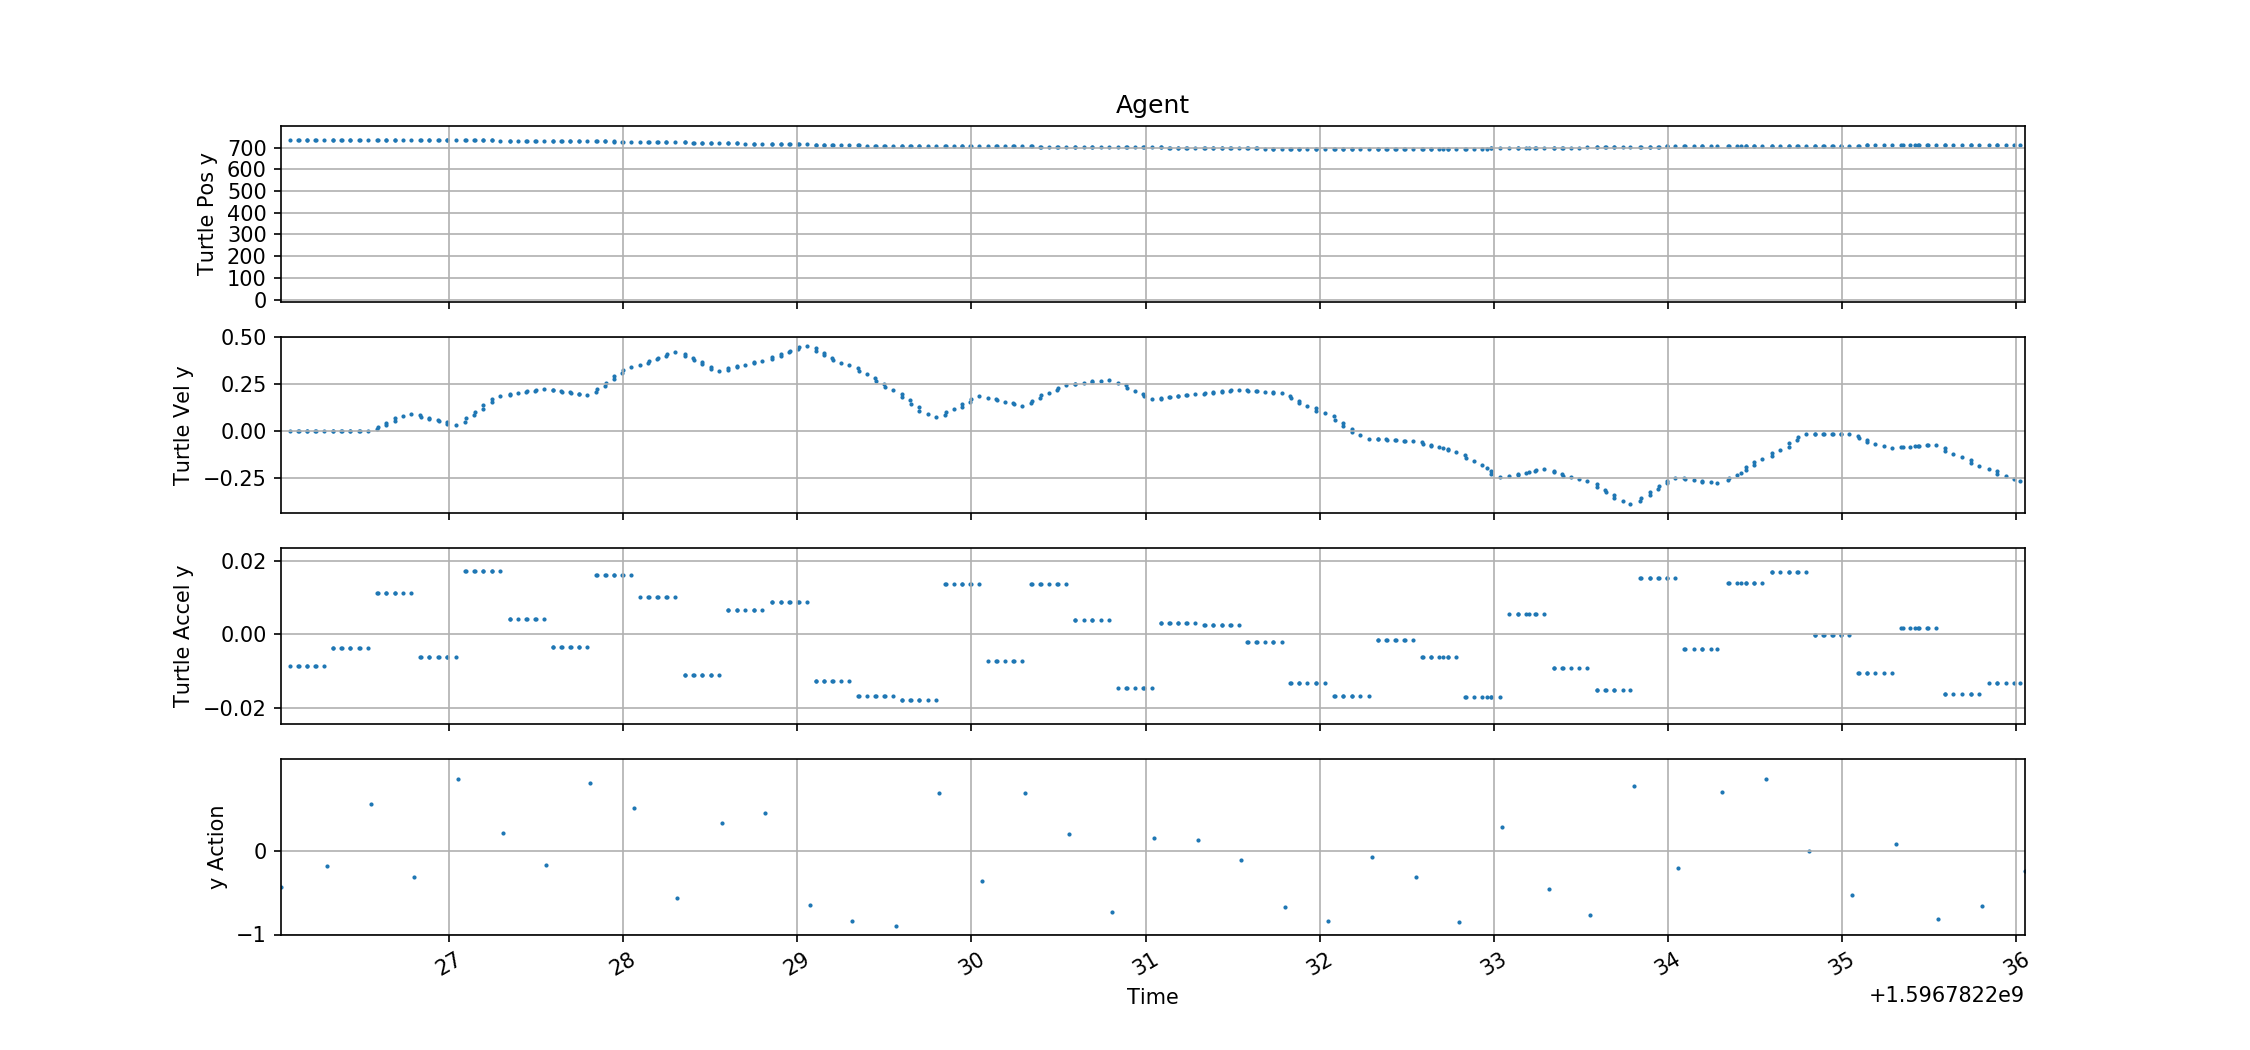 Agent
Turtle Pos y
700
600
500
400
300
200
100
0
Turtle Vel y
0.50
0.25
0.00
−0.25
Turtle Accel y
0.02
0.00
−0.02
y Action
0
−1
27 28 29 30 31 32 33 34 35 36
Time
+1.5967822e9